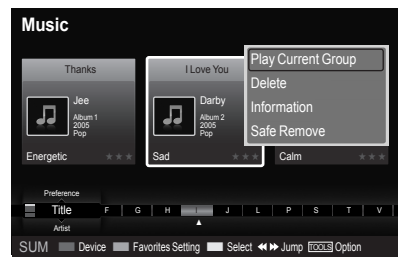 Music
Thanks
Jee
Album 1
2005
Pop
Energetic ★★★
I Love You
Darby
Album 2
2005
Pop
Sad ★★★
Calm ★★★
Play Current Group
Delete
Information
Safe Remove
Preference
Title F G H I J L P S T V
Artist
SUM Device Favorites Setting Select ◀◀ ▶▶ Jump TOOLS Option